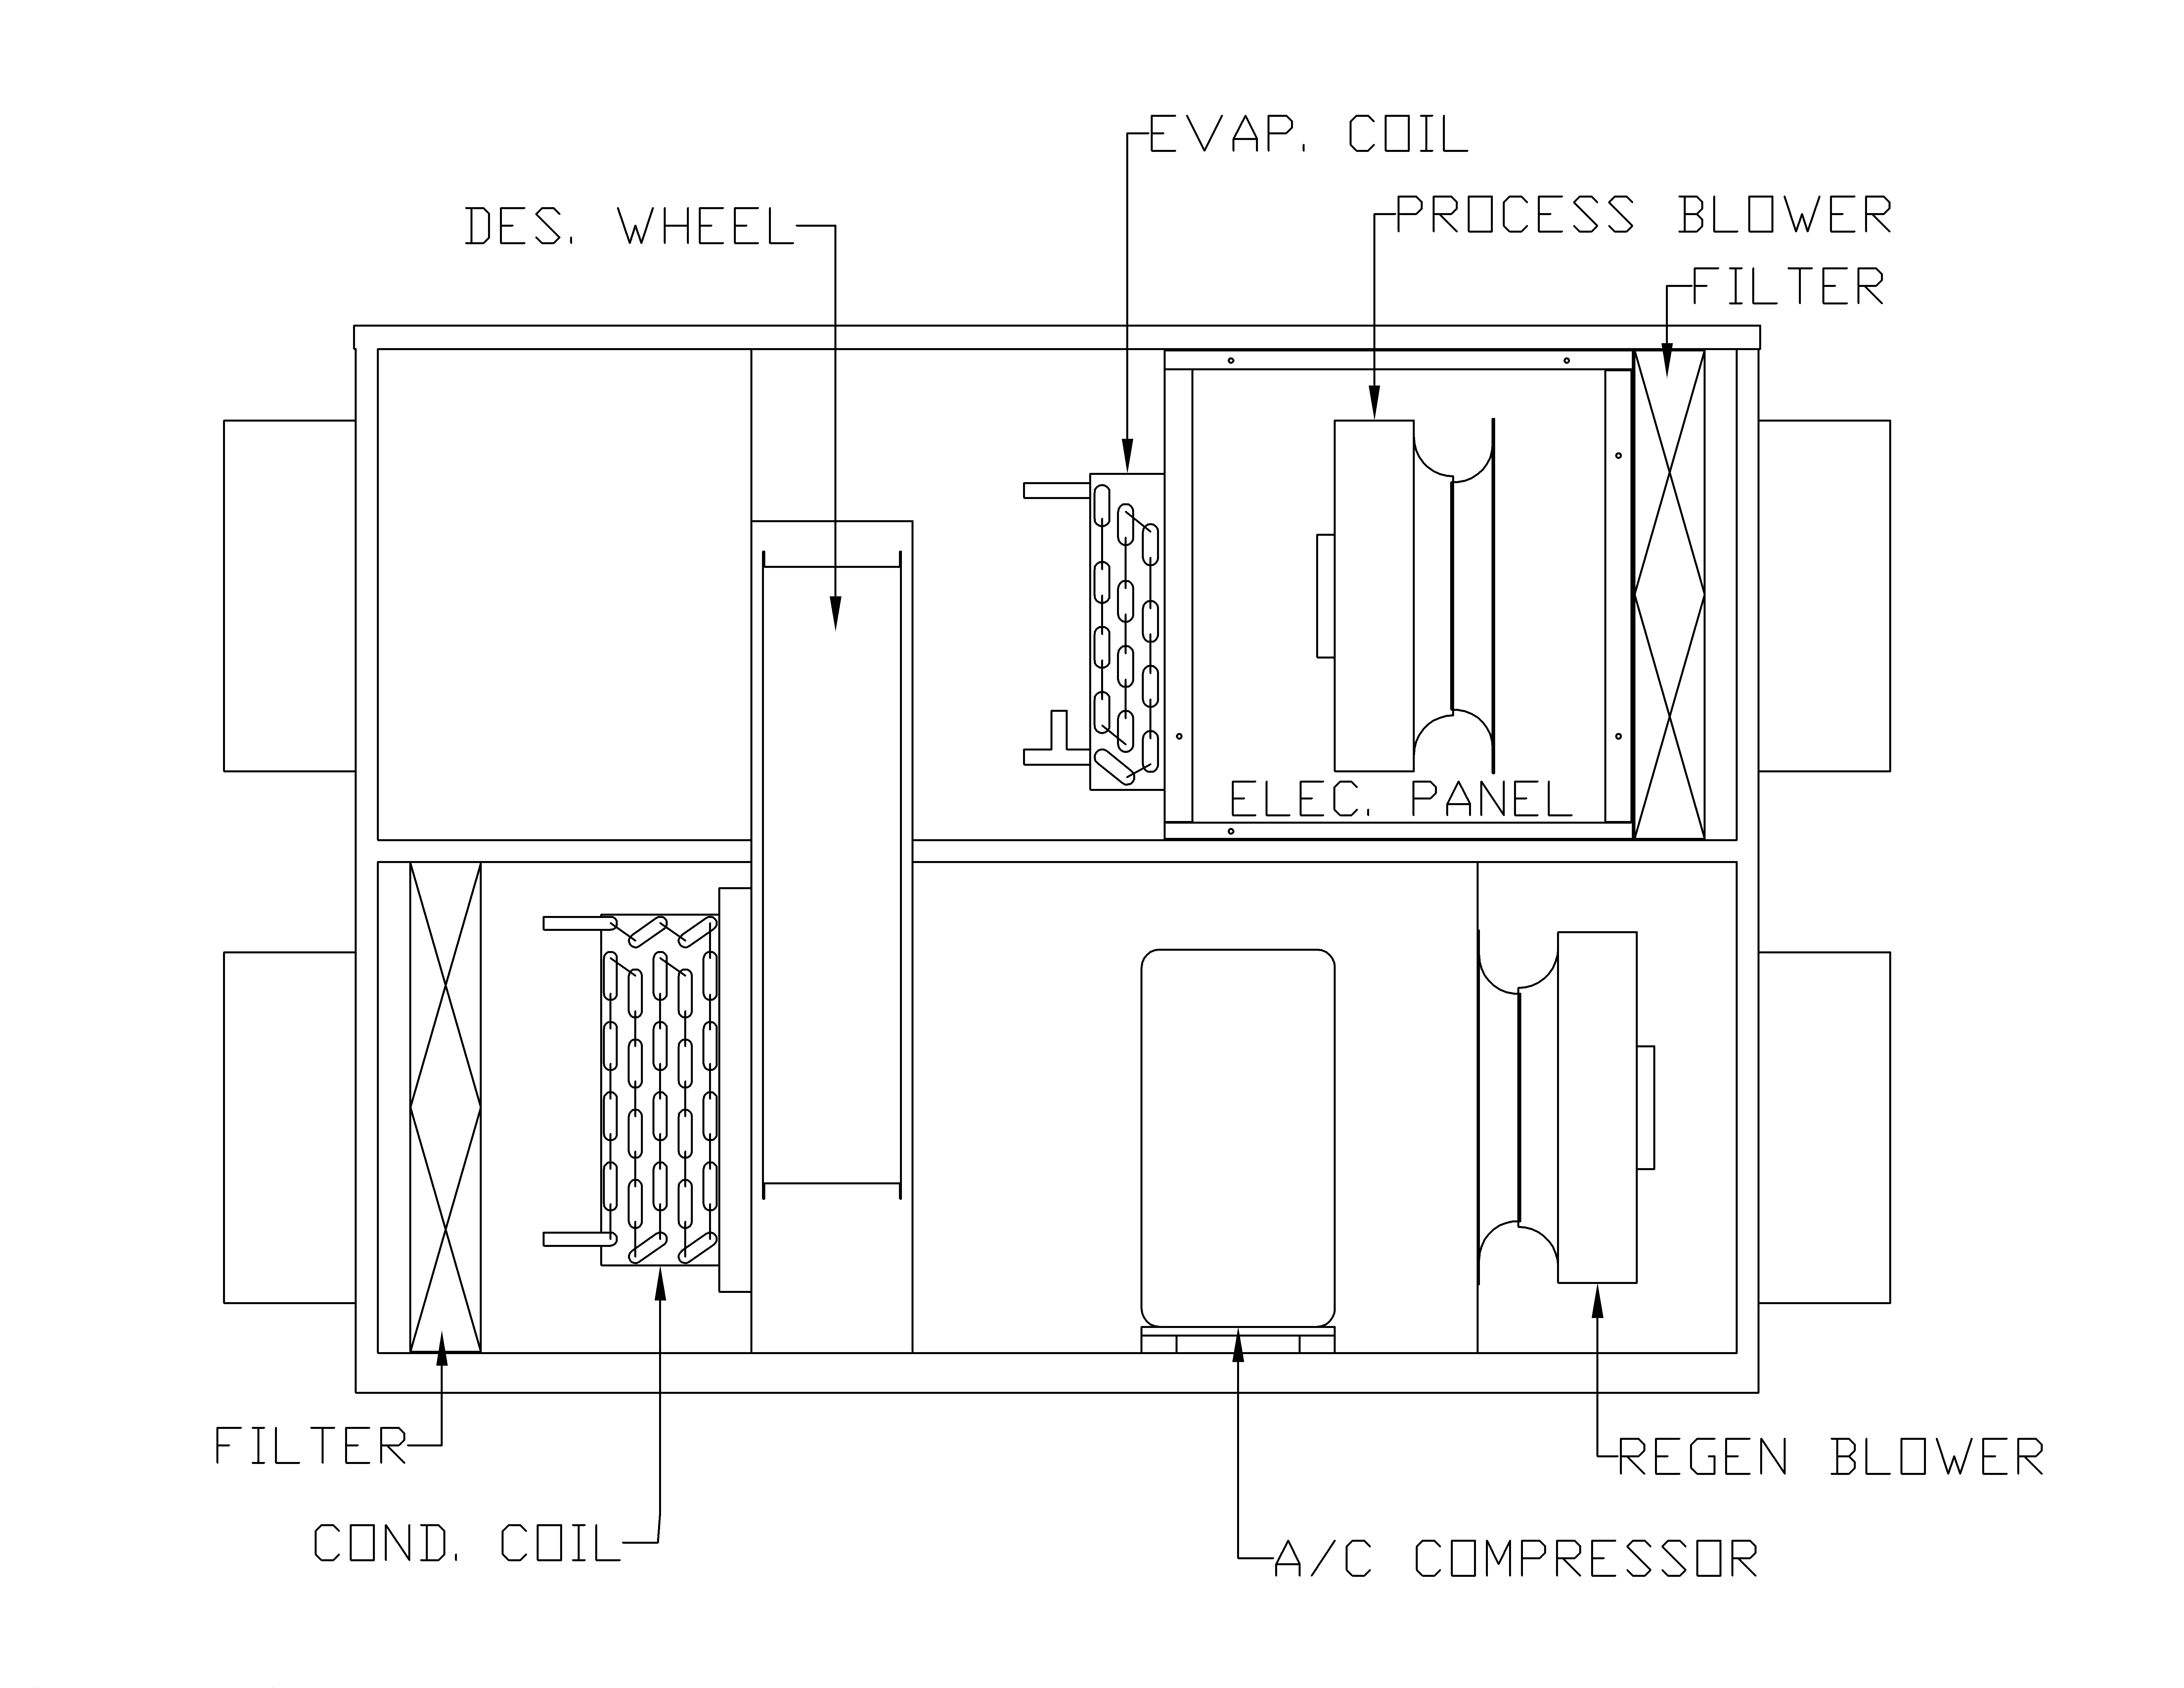 EVAP. COIL
PROCESS BLOWER
DES. WHEEL
FILTER
ELEC. PANEL
FILTER
REGEN BLOWER
COND. COIL
A/C COMPRESSOR